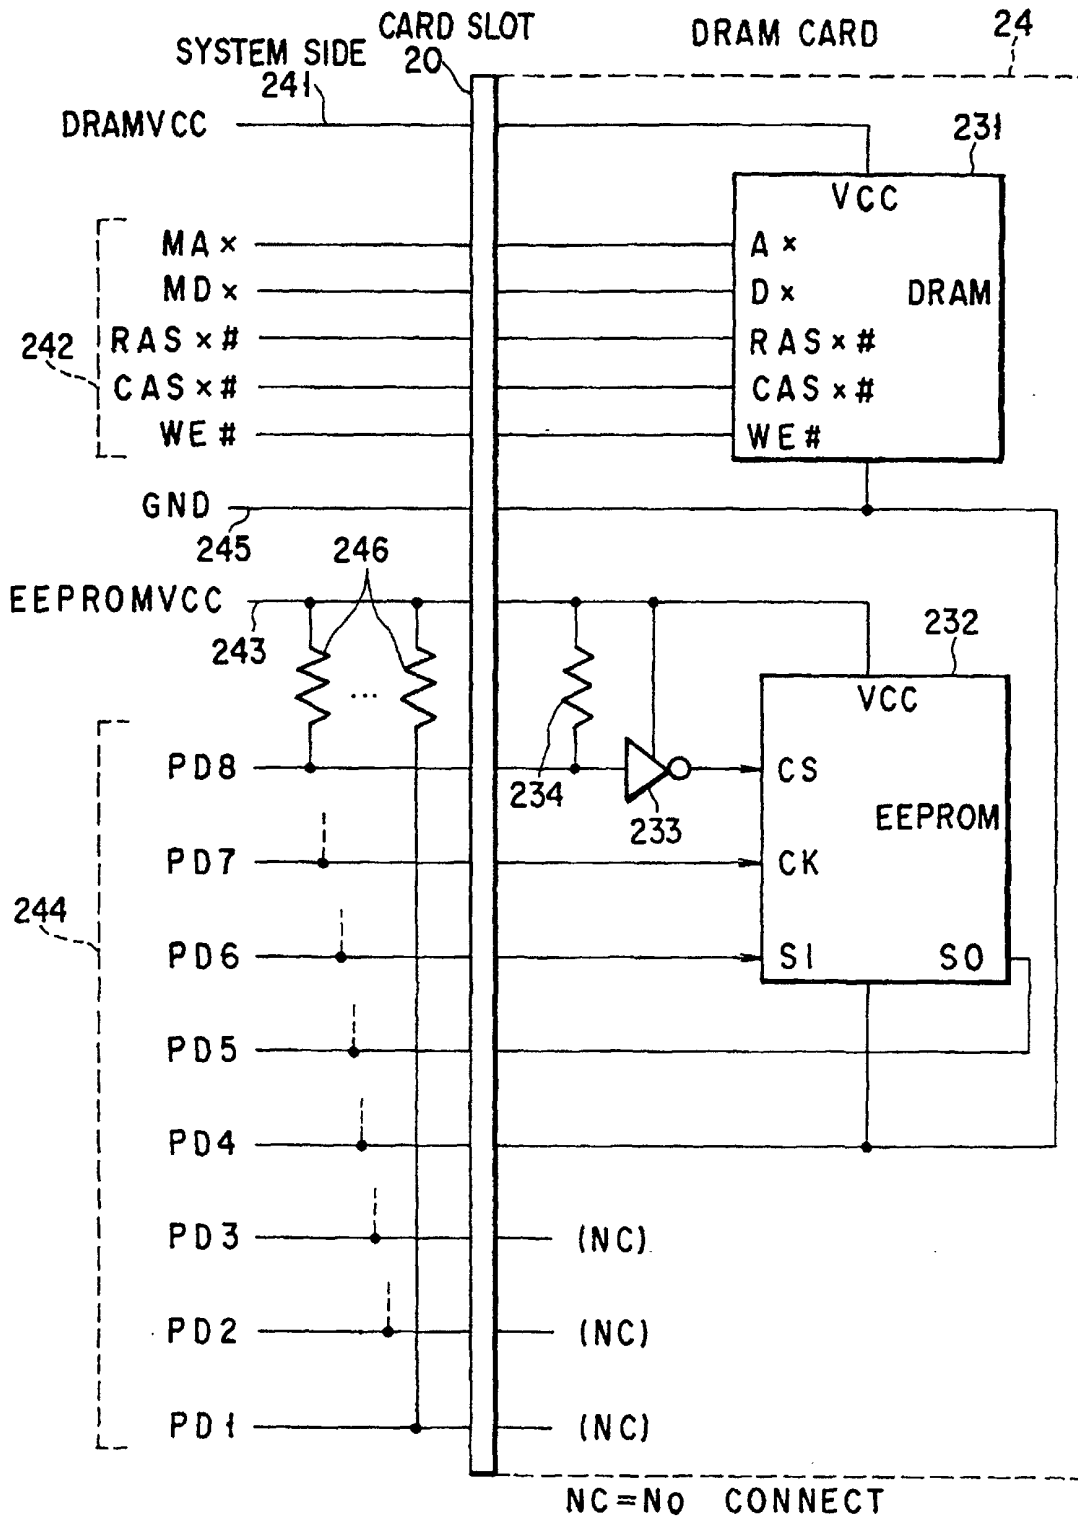 CARD SLOT
20
DRAM CARD
24
SYSTEM SIDE
241
DRAMVCC
231
VCC
MA×
A×
MD×
D×
DRAM
242
RAS×#
RAS×#
CAS×#
CAS×#
WE#
WE#
GND
245
246
EEPROMVCC
243
232
VCC
...
PD8
234
233
CS
EEPROM
PD7
CK
244
PD6
SI
SO
PD5
PD4
PD3
(NC)
PD2
(NC)
PD1
(NC)
NC=NO CONNECT